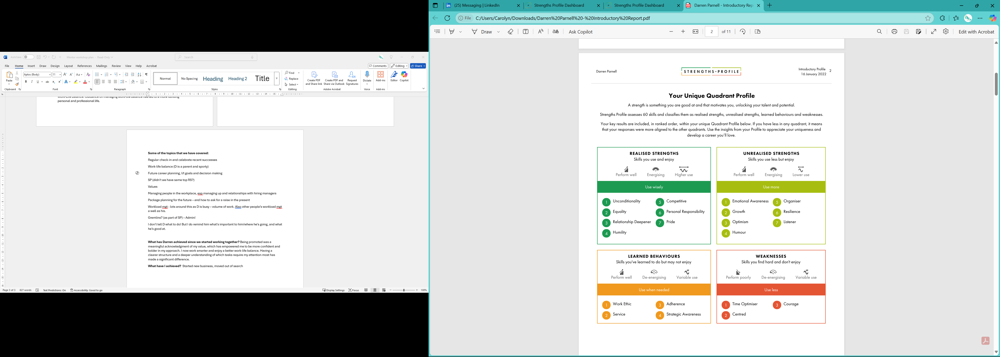 AutoSave
Mentor workshop plan - Read-Only
Search
File Home Insert Draw Design Layout References Mailings Review View Help Acrobat
Comments Editing Share
Paste
Aptos (Body) 11
Normal No Spacing Heading Heading 2 Title
Find
Replace
Select
Create PDF and Share link
Create PDF and Share via Outlook
Request Signatures
Dictate
Add-ins
Editor
Copilot
Clipboard Font Paragraph Styles Editing Adobe Acrobat Voice Add-ins
personal and professional life.
Some of the topics that we have covered:
Regular check-in and celebrate recent successes
Work-life balance (D is a parent and sporty)
Future career planning, l/t goals and decision making
SP (didn't we have same top RS?)
Values
Managing people in the workplace, esp managing up and relationships with hiring managers
Package planning for the future – and how to ask for a raise in the present
Workload mgt - lots around this as D is busy – volume of work. Also other people's workload mgt
a well as his.
Gremlins? (as part of SP) – Admin!
I don't tell D what to do! But I do remind him what's important to him/where he's going, and what
he's good at.
What has Darren achieved since we started working together? Being promoted was a
meaningful acknowledgment of my value, which has empowered me to be more confident and
bolder in my approach. I now work smarter and enjoy a better work-life balance. Having a
clearer structure and a deeper understanding of which tasks require my attention most has
made a significant difference.
What have I achieved? Started new business, moved out of search
Page 3 of 3 827 words Text Predictions: On Accessibility: Good to go
Display Settings Focus 100%
(25) Messaging | LinkedIn
Strengths Profile Dashboard
Strengths Profile Dashboard
Darren Parnell - Introductory Rep
File C:/Users/Carolyn/Downloads/Darren%20Parnell%20-%20Introductory%20Report.pdf
Draw Ask Copilot 2 of 11 Edit with Acrobat
Darren Parnell
STRENGTHS·PROFILE
Introductory Profile
16 January 2022
2
Your Unique Quadrant Profile
A strength is something you are good at and that motivates you, unlocking your talent and potential.
Strengths Profile assesses 60 skills and classifies them as realised strengths, unrealised strengths, learned behaviours and weaknesses.
Your key results are included, in ranked order, within your unique Quadrant Profile below. If you have less in any quadrant, it means
that your responses were more aligned to the other quadrants. Use the insights from your Profile to appreciate your uniqueness and
develop a career you'll love.
REALISED STRENGTHS
Skills you use and enjoy
Perform well Energising Higher use
Use wisely
1 Unconditionality
2 Equality
3 Relationship Deepener
4 Humility
5 Competitive
6 Personal Responsibility
7 Pride
UNREALISED STRENGTHS
Skills you use less but enjoy
Perform well Energising Lower use
Use more
1 Emotional Awareness
2 Growth
3 Optimism
4 Humour
5 Organiser
6 Resilience
7 Listener
LEARNED BEHAVIOURS
Skills you've learned to do but may not enjoy
Perform well De-energising Variable use
Use when needed
1 Work Ethic
2 Service
3 Adherence
4 Strategic Awareness
WEAKNESSES
Skills you find hard and don't enjoy
Perform poorly De-energising Variable use
Use less
1 Time Optimiser
2 Centred
3 Courage